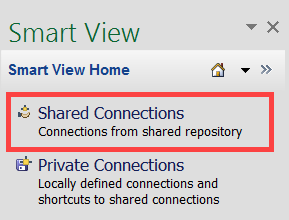 Smart View
Smart View Home
Shared Connections
Connections from shared repository
Private Connections
Locally defined connections and
shortcuts to shared connections